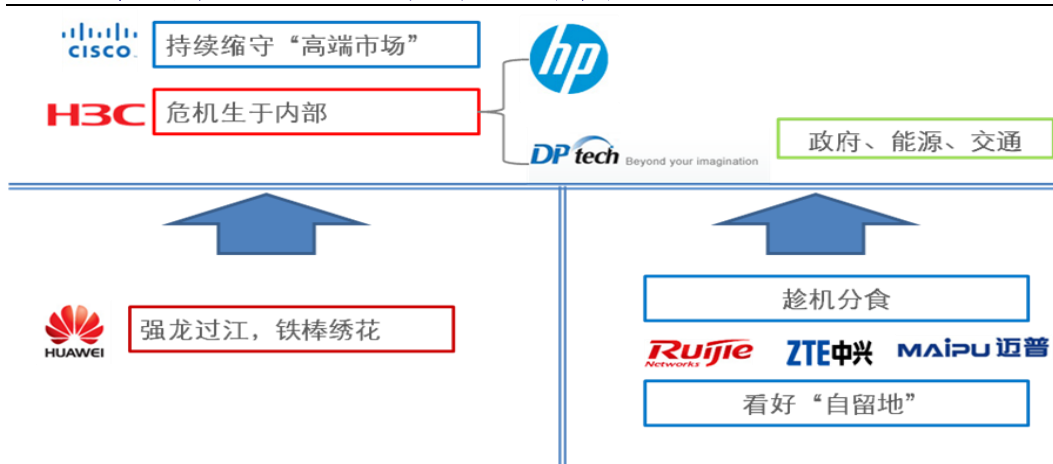 CISCO
持续缩守“高端市场”
hp
H3C
危机生于内部
DPtech Beyond your imagination
政府、能源、交通
趁机分食
HUAWEI
强龙过江，铁棒绣花
Ruijie Networks
ZTE中兴
MAiPU迈普
看好“自留地”